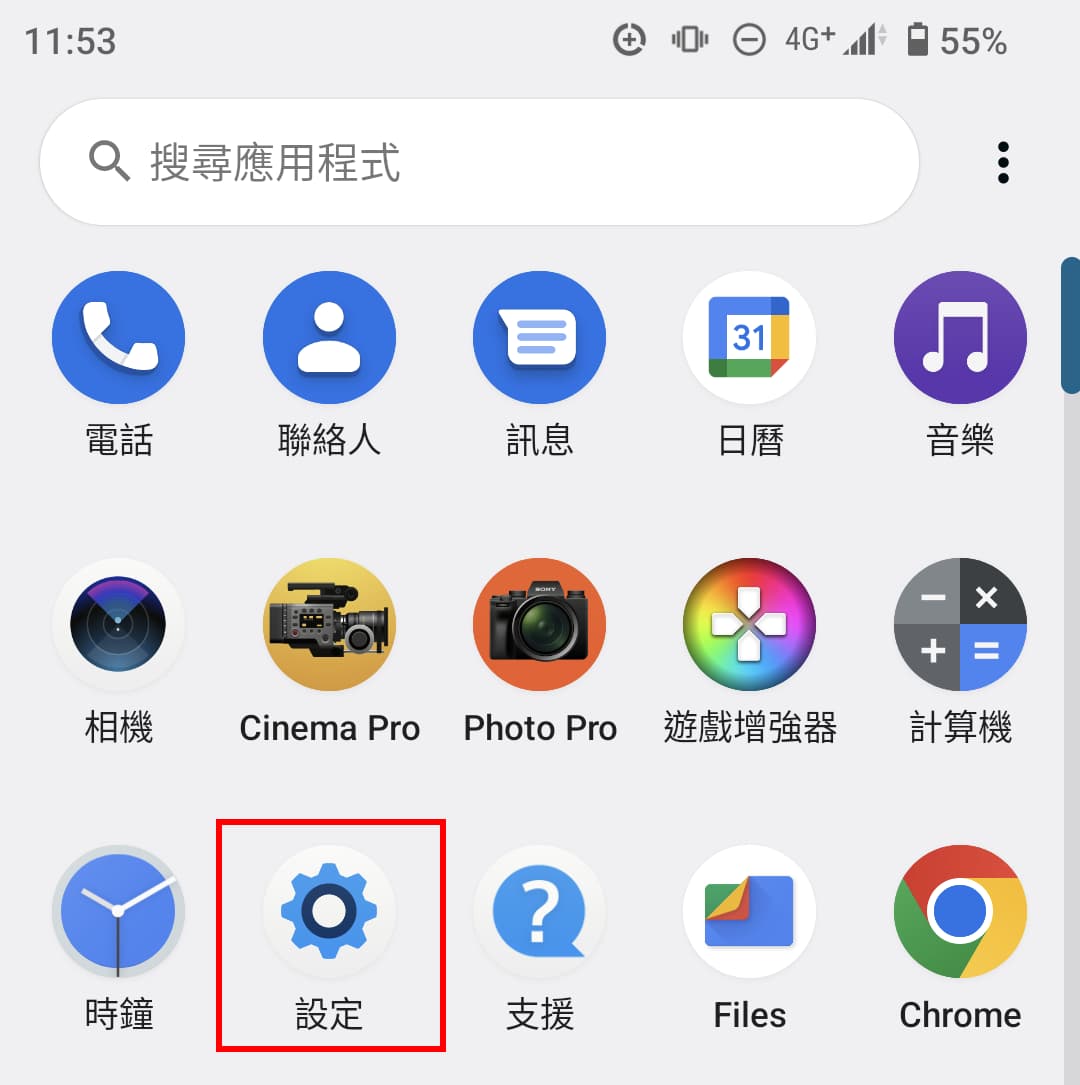 11:53 4G+ 55%
搜尋應用程式
31
電話 聯絡人 訊息 日曆 音樂
SONY
相機 Cinema Pro Photo Pro 遊戲增強器 計算機
時鐘 設定 支援 Files Chrome